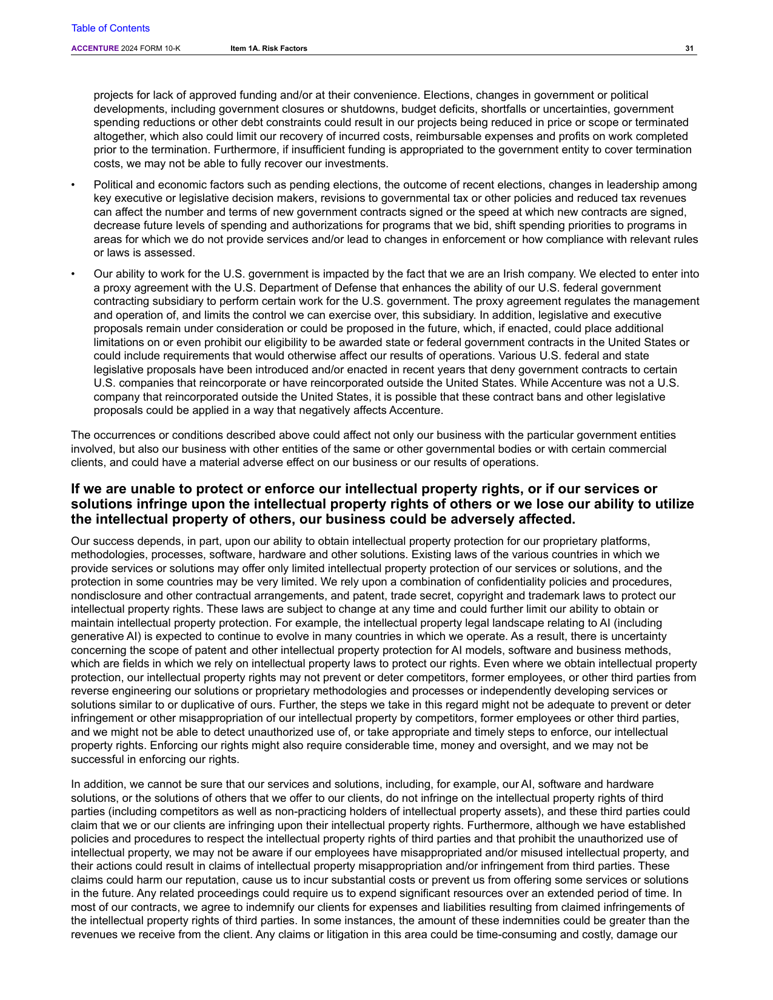 Table of Contents
ACCENTURE 2024 FORM 10-K Item 1A. Risk Factors 31
projects for lack of approved funding and/or at their convenience. Elections, changes in government or political
developments, including government closures or shutdowns, budget deficits, shortfalls or uncertainties, government
spending reductions or other debt constraints could result in our projects being reduced in price or scope or terminated
altogether, which also could limit our recovery of incurred costs, reimbursable expenses and profits on work completed
prior to the termination. Furthermore, if insufficient funding is appropriated to the government entity to cover termination
costs, we may not be able to fully recover our investments.
• Political and economic factors such as pending elections, the outcome of recent elections, changes in leadership among
key executive or legislative decision makers, revisions to governmental tax or other policies and reduced tax revenues
can affect the number and terms of new government contracts signed or the speed at which new contracts are signed,
decrease future levels of spending and authorizations for programs that we bid, shift spending priorities to programs in
areas for which we do not provide services and/or lead to changes in enforcement or how compliance with relevant rules
or laws is assessed.
• Our ability to work for the U.S. government is impacted by the fact that we are an Irish company. We elected to enter into
a proxy agreement with the U.S. Department of Defense that enhances the ability of our U.S. federal government
contracting subsidiary to perform certain work for the U.S. government. The proxy agreement regulates the management
and operation of, and limits the control we can exercise over, this subsidiary. In addition, legislative and executive
proposals remain under consideration or could be proposed in the future, which, if enacted, could place additional
limitations on or even prohibit our eligibility to be awarded state or federal government contracts in the United States or
could include requirements that would otherwise affect our results of operations. Various U.S. federal and state
legislative proposals have been introduced and/or enacted in recent years that deny government contracts to certain
U.S. companies that reincorporate or have reincorporated outside the United States. While Accenture was not a U.S.
company that reincorporated outside the United States, it is possible that these contract bans and other legislative
proposals could be applied in a way that negatively affects Accenture.
The occurrences or conditions described above could affect not only our business with the particular government entities
involved, but also our business with other entities of the same or other governmental bodies or with certain commercial
clients, and could have a material adverse effect on our business or our results of operations.
If we are unable to protect or enforce our intellectual property rights, or if our services or
solutions infringe upon the intellectual property rights of others or we lose our ability to utilize
the intellectual property of others, our business could be adversely affected.
Our success depends, in part, upon our ability to obtain intellectual property protection for our proprietary platforms,
methodologies, processes, software, hardware and other solutions. Existing laws of the various countries in which we
provide services or solutions may offer only limited intellectual property protection of our services or solutions, and the
protection in some countries may be very limited. We rely upon a combination of confidentiality policies and procedures,
nondisclosure and other contractual arrangements, and patent, trade secret, copyright and trademark laws to protect our
intellectual property rights. These laws are subject to change at any time and could further limit our ability to obtain or
maintain intellectual property protection. For example, the intellectual property legal landscape relating to AI (including
generative AI) is expected to continue to evolve in many countries in which we operate. As a result, there is uncertainty
concerning the scope of patent and other intellectual property protection for AI models, software and business methods,
which are fields in which we rely on intellectual property laws to protect our rights. Even where we obtain intellectual property
protection, our intellectual property rights may not prevent or deter competitors, former employees, or other third parties from
reverse engineering our solutions or proprietary methodologies and processes or independently developing services or
solutions similar to or duplicative of ours. Further, the steps we take in this regard might not be adequate to prevent or deter
infringement or other misappropriation of our intellectual property by competitors, former employees or other third parties,
and we might not be able to detect unauthorized use of, or take appropriate and timely steps to enforce, our intellectual
property rights. Enforcing our rights might also require considerable time, money and oversight, and we may not be
successful in enforcing our rights.
In addition, we cannot be sure that our services and solutions, including, for example, our AI, software and hardware
solutions, or the solutions of others that we offer to our clients, do not infringe on the intellectual property rights of third
parties (including competitors as well as non-practicing holders of intellectual property assets), and these third parties could
claim that we or our clients are infringing upon their intellectual property rights. Furthermore, although we have established
policies and procedures to respect the intellectual property rights of third parties and that prohibit the unauthorized use of
intellectual property, we may not be aware if our employees have misappropriated and/or misused intellectual property, and
their actions could result in claims of intellectual property misappropriation and/or infringement from third parties. These
claims could harm our reputation, cause us to incur substantial costs or prevent us from offering some services or solutions
in the future. Any related proceedings could require us to expend significant resources over an extended period of time. In
most of our contracts, we agree to indemnify our clients for expenses and liabilities resulting from claimed infringements of
the intellectual property rights of third parties. In some instances, the amount of these indemnities could be greater than the
revenues we receive from the client. Any claims or litigation in this area could be time-consuming and costly, damage our